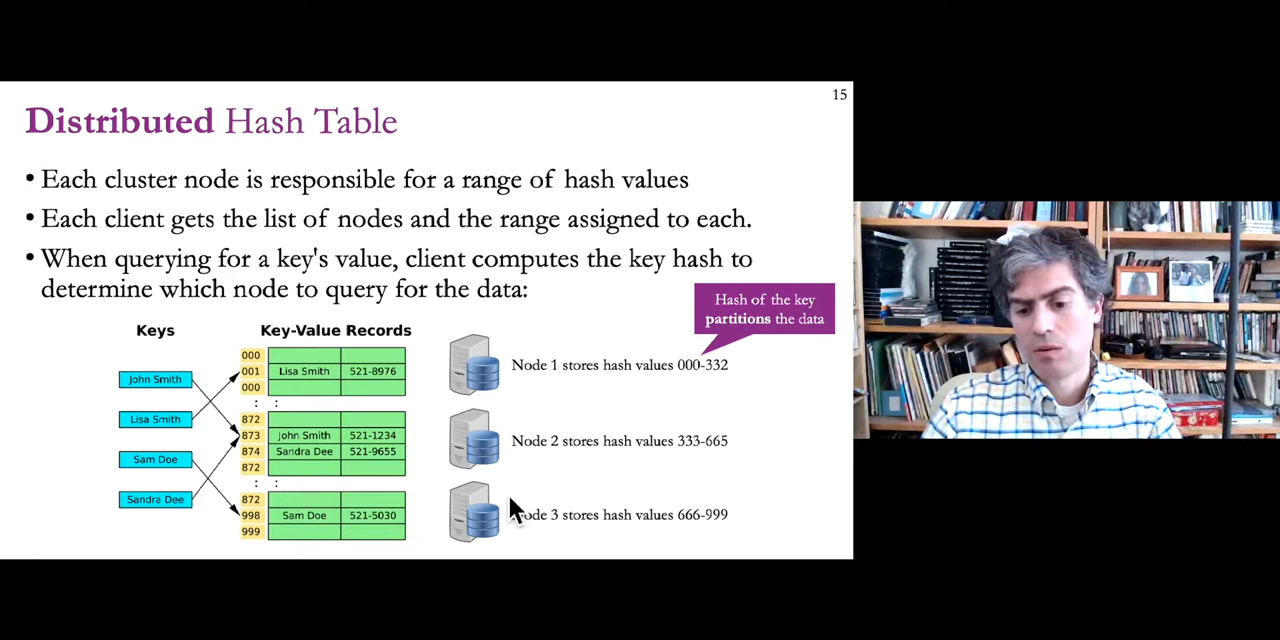 15
Distributed Hash Table
• Each cluster node is responsible for a range of hash values
• Each client gets the list of nodes and the range assigned to each.
• When querying for a key's value, client computes the key hash to
determine which node to query for the data:
Hash of the key
partitions the data
Keys
Key-Value Records
John Smith
Lisa Smith
Sam Doe
Sandra Dee
000
001 Lisa Smith 521-8976
000
: :
872
873 John Smith 521-1234
874 Sandra Dee 521-9655
872
: :
872
998 Sam Doe 521-5030
999
Node 1 stores hash values 000-332
Node 2 stores hash values 333-665
ode 3 stores hash values 666-999